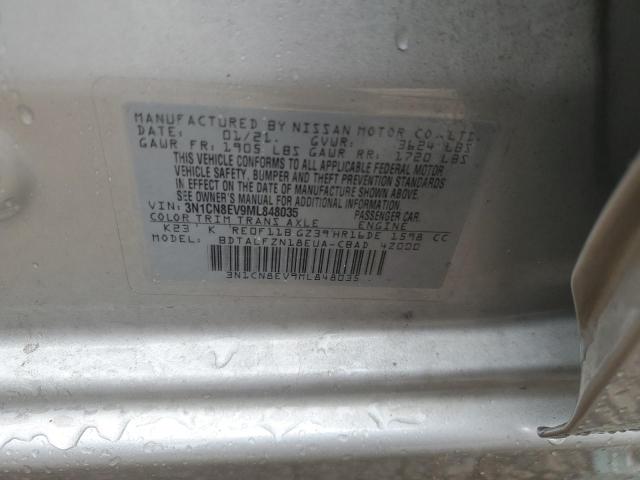 MANUFACTURED BY NISSAN MOTOR CO.,LTD.
DATE: 01/21 GVWR: 3624 LBS
GAWR FR: 1905 LBS GAWR RR: 1720 LBS
THIS VEHICLE CONFORMS TO ALL APPLICABLE FEDERAL MOTOR
VEHICLE SAFETY, BUMPER AND THEFT PREVENTION STANDARDS
IN EFFECT ON THE DATE OF MANUFACTURE SHOWN ABOVE.
SEE OWNER'S MANUAL FOR ADDITIONAL INFORMATION
VIN: 3N1CN8EV9ML848035 PASSENGER CAR
COLOR TRIM TRANS AXLE ENGINE
K23 K RE0F11B GZ39 HR16DE 1598 CC
MODEL: BDTALFZN18EUA-CBAD 42000
3N1CN8EV9ML848035